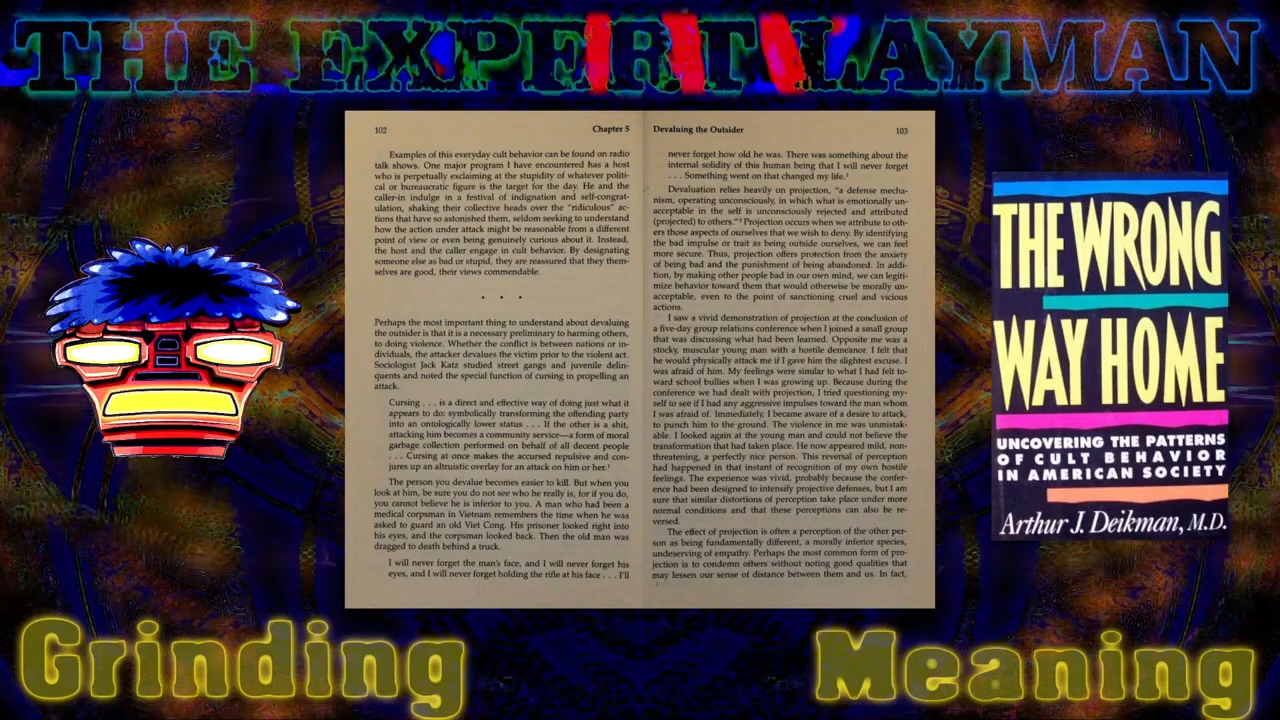 THE EXPERT LAYMAN
102 Chapter 5
Examples of this everyday cult behavior can be found on radio
talk shows. One major program I have encountered has a host
who is perpetually exclaiming at the stupidity of whatever politi-
cal or bureaucratic figure is the target for the day. He and the
caller-in indulge in a festival of indignation and self-congrat-
ulation, shaking their collective heads over the "ridiculous" ac-
tions that have so astonished them, seldom seeking to understand
how the action under attack might be reasonable from a different
point of view or even being genuinely curious about it. Instead,
the host and the caller engage in cult behavior. By designating
someone else as bad or stupid, they are reassured that they them-
selves are good, their views commendable.
. . .
Perhaps the most important thing to understand about devaluing
the outsider is that it is a necessary preliminary to harming others,
to doing violence. Whether the conflict is between nations or in-
dividuals, the attacker devalues the victim prior to the violent act.
Sociologist Jack Katz studied street gangs and juvenile delin-
quents and noted the special function of cursing in propelling an
attack.
Cursing . . . is a direct and effective way of doing just what it
appears to do: symbolically transforming the offending party
into an ontologically lower status . . . If the other is a shit,
attacking him becomes a community service—a form of moral
garbage collection performed on behalf of all decent people
. . . Cursing at once makes the accursed repulsive and con-
jures up an altruistic overlay for an attack on him or her.¹
The person you devalue becomes easier to kill. But when you
look at him, be sure you do not see who he really is, for if you do,
you cannot believe he is inferior to you. A man who had been a
medical corpsman in Vietnam remembers the time when he was
asked to guard an old Viet Cong. His prisoner looked right into
his eyes, and the corpsman looked back. Then the old man was
dragged to death behind a truck.
I will never forget the man's face, and I will never forget his
eyes, and I will never forget holding the rifle at his face . . . I'll
Devaluing the Outsider 103
never forget how old he was. There was something about the
internal solidity of this human being that I will never forget
. . . Something went on that changed my life.²
Devaluation relies heavily on projection, "a defense mecha-
nism, operating unconsciously, in which what is emotionally un-
acceptable in the self is unconsciously rejected and attributed
(projected) to others."³ Projection occurs when we attribute to oth-
ers those aspects of ourselves that we wish to deny. By identifying
the bad impulse or trait as being outside ourselves, we can feel
more secure. Thus, projection offers protection from the anxiety
of being bad and the punishment of being abandoned. In addi-
tion, by making other people bad in our own mind, we can legiti-
mize behavior toward them that would otherwise be morally un-
acceptable, even to the point of sanctioning cruel and vicious
actions.
I saw a vivid demonstration of projection at the conclusion of
a five-day group relations conference when I joined a small group
that was discussing what had been learned. Opposite me was a
stocky, muscular young man with a hostile demeanor. I felt that
he would physically attack me if I gave him the slightest excuse. I
was afraid of him. My feelings were similar to what I had felt to-
ward school bullies when I was growing up. Because during the
conference we had dealt with projection, I tried questioning my-
self to see if I had any aggressive impulses toward the man whom
I was afraid of. Immediately, I became aware of a desire to attack,
to punch him to the ground. The violence in me was unmistak-
able. I looked again at the young man and could not believe the
transformation that had taken place. He now appeared mild, non-
threatening, a perfectly nice person. This reversal of perception
had happened in that instant of recognition of my own hostile
feelings. The experience was vivid, probably because the confer-
ence had been designed to intensify projective defenses, but I am
sure that similar distortions of perception take place under more
normal conditions and that these perceptions can also be re-
versed.
The effect of projection is often a perception of the other per-
son as being fundamentally different, a morally inferior species,
undeserving of empathy. Perhaps the most common form of pro-
jection is to condemn others without noting good qualities that
may lessen our sense of distance between them and us. In fact,
THE WRONG
WAY HOME
UNCOVERING THE PATTERNS
OF CULT BEHAVIOR
IN AMERICAN SOCIETY
Arthur J. Deikman, M.D.
Grinding Meaning